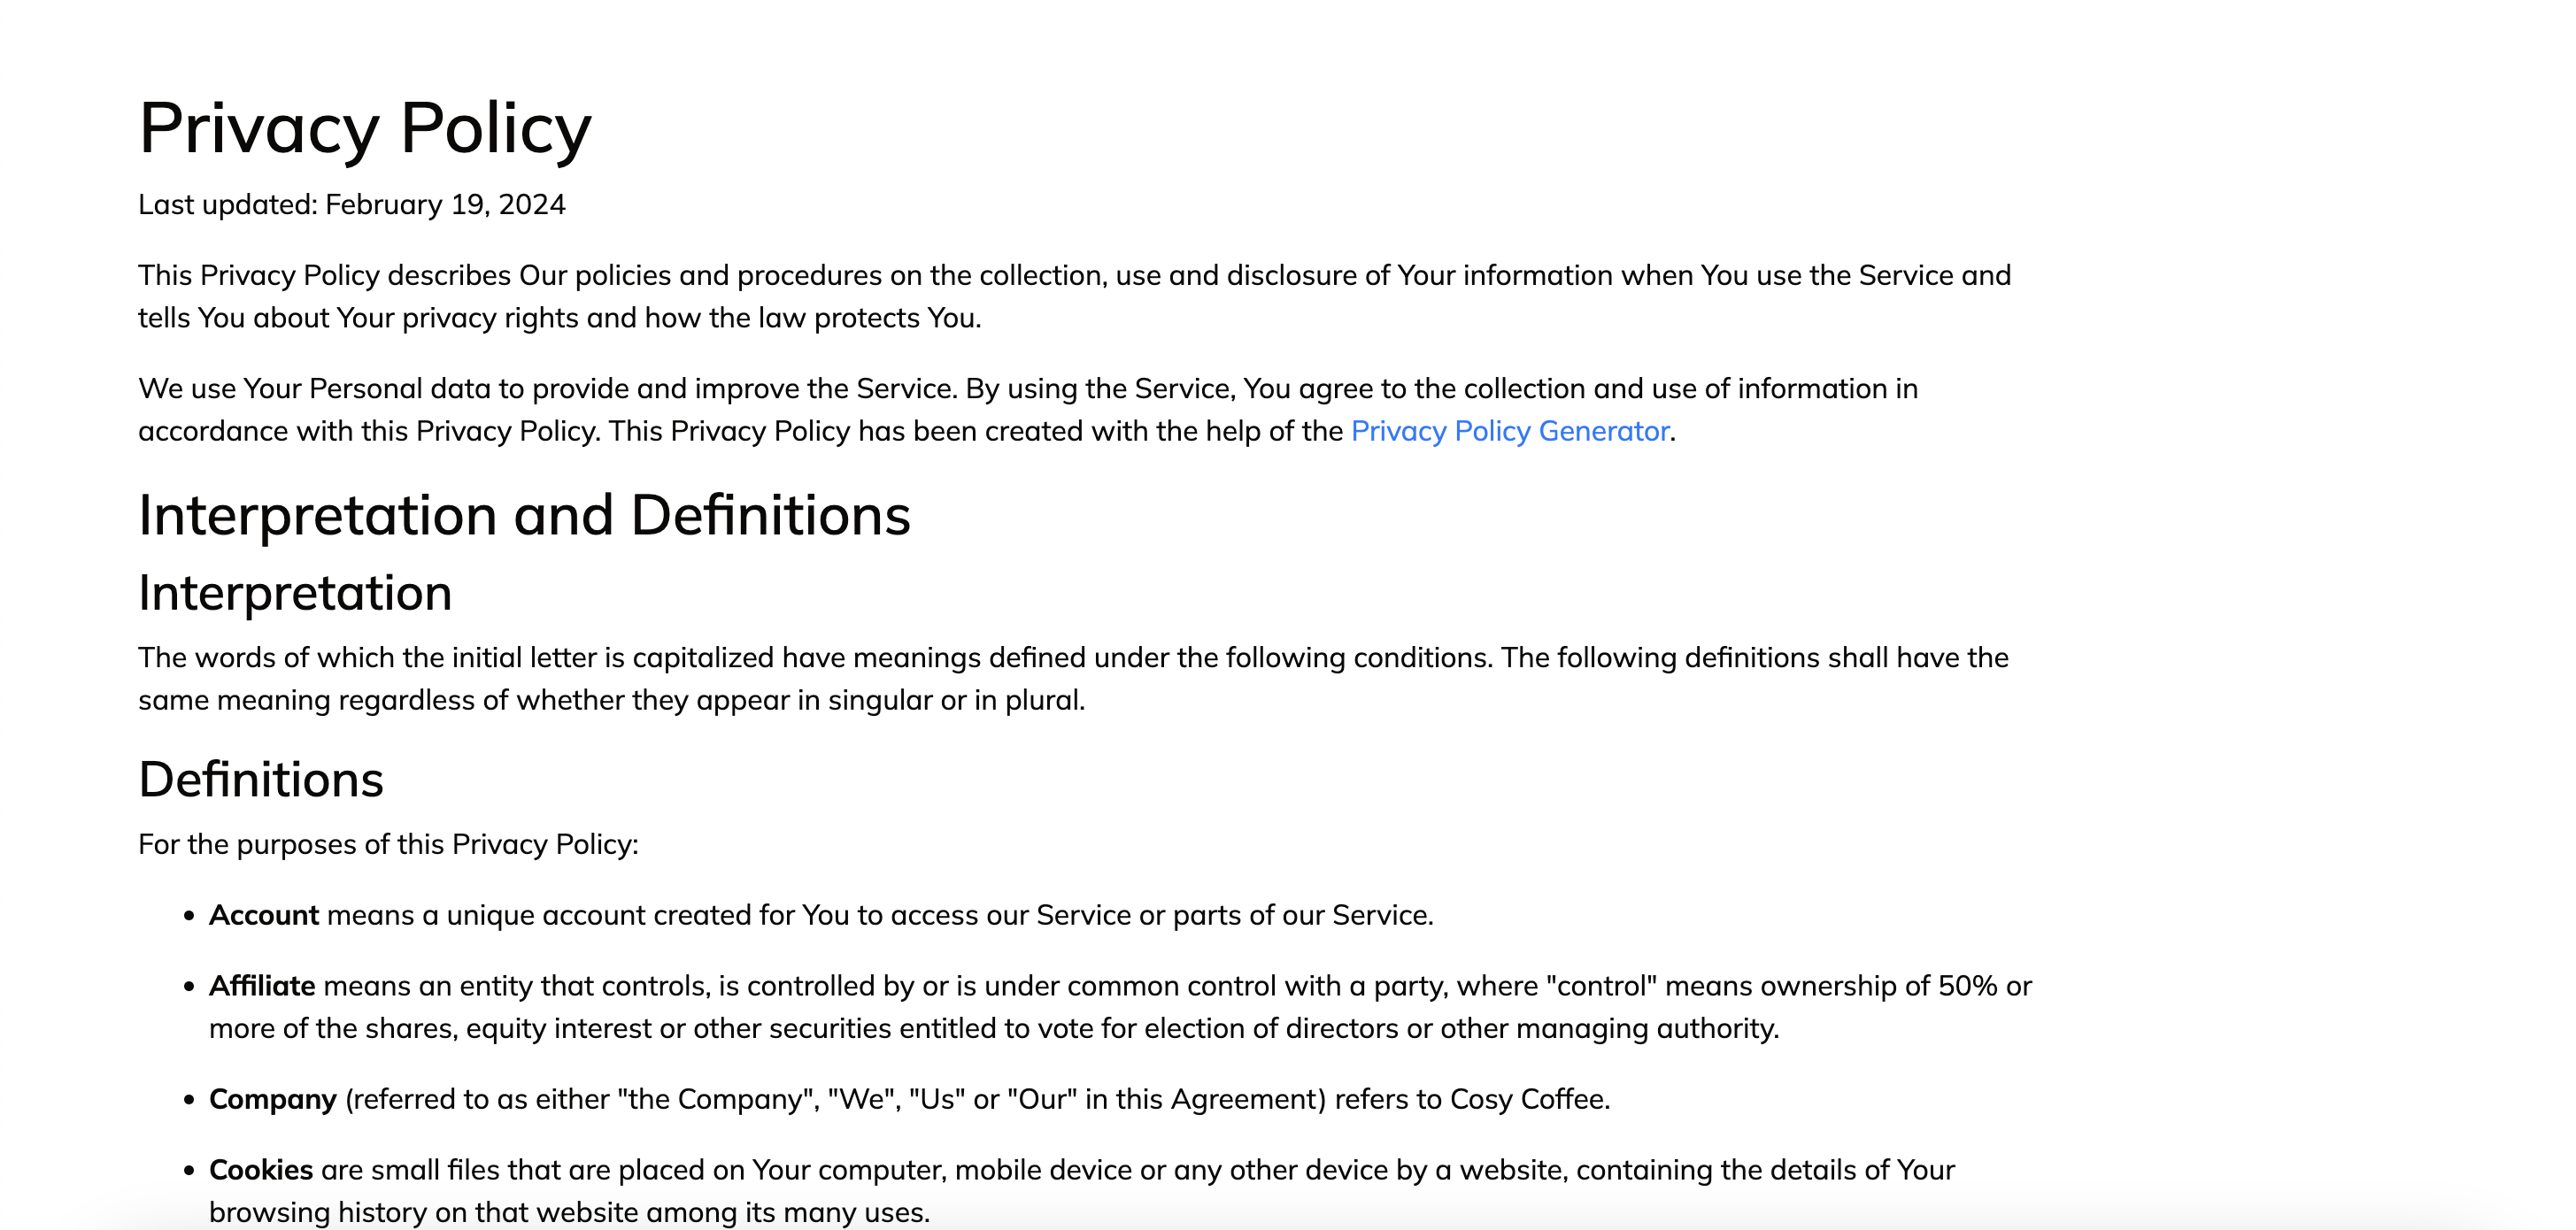 Privacy Policy
Last updated: February 19, 2024
This Privacy Policy describes Our policies and procedures on the collection, use and disclosure of Your information when You use the Service and
tells You about Your privacy rights and how the law protects You.
We use Your Personal data to provide and improve the Service. By using the Service, You agree to the collection and use of information in
accordance with this Privacy Policy. This Privacy Policy has been created with the help of the Privacy Policy Generator.
Interpretation and Definitions
Interpretation
The words of which the initial letter is capitalized have meanings defined under the following conditions. The following definitions shall have the
same meaning regardless of whether they appear in singular or in plural.
Definitions
For the purposes of this Privacy Policy:
• Account means a unique account created for You to access our Service or parts of our Service.
• Affiliate means an entity that controls, is controlled by or is under common control with a party, where "control" means ownership of 50% or
more of the shares, equity interest or other securities entitled to vote for election of directors or other managing authority.
• Company (referred to as either "the Company", "We", "Us" or "Our" in this Agreement) refers to Cosy Coffee.
• Cookies are small files that are placed on Your computer, mobile device or any other device by a website, containing the details of Your
browsing history on that website among its many uses.